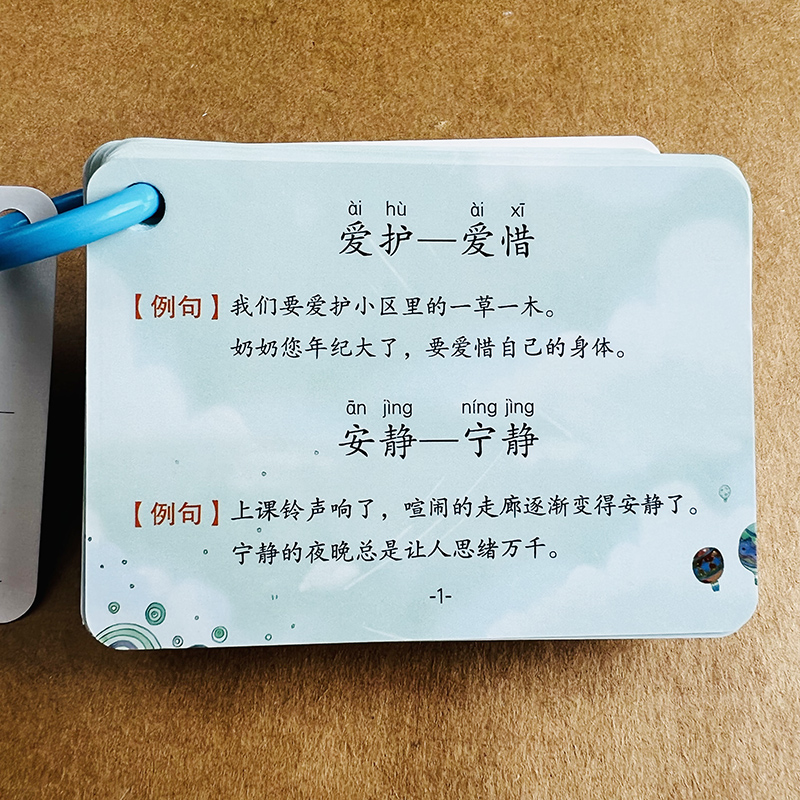 ài hù ài xī
爱护—爱惜
【例句】我们要爱护小区里的一草一木。
奶奶您年纪大了，要爱惜自己的身体。
ān jìng níng jìng
安静—宁静
【例句】上课铃声响了，喧闹的走廊逐渐变得安静了。
宁静的夜晚总是让人思绪万千。
-1-